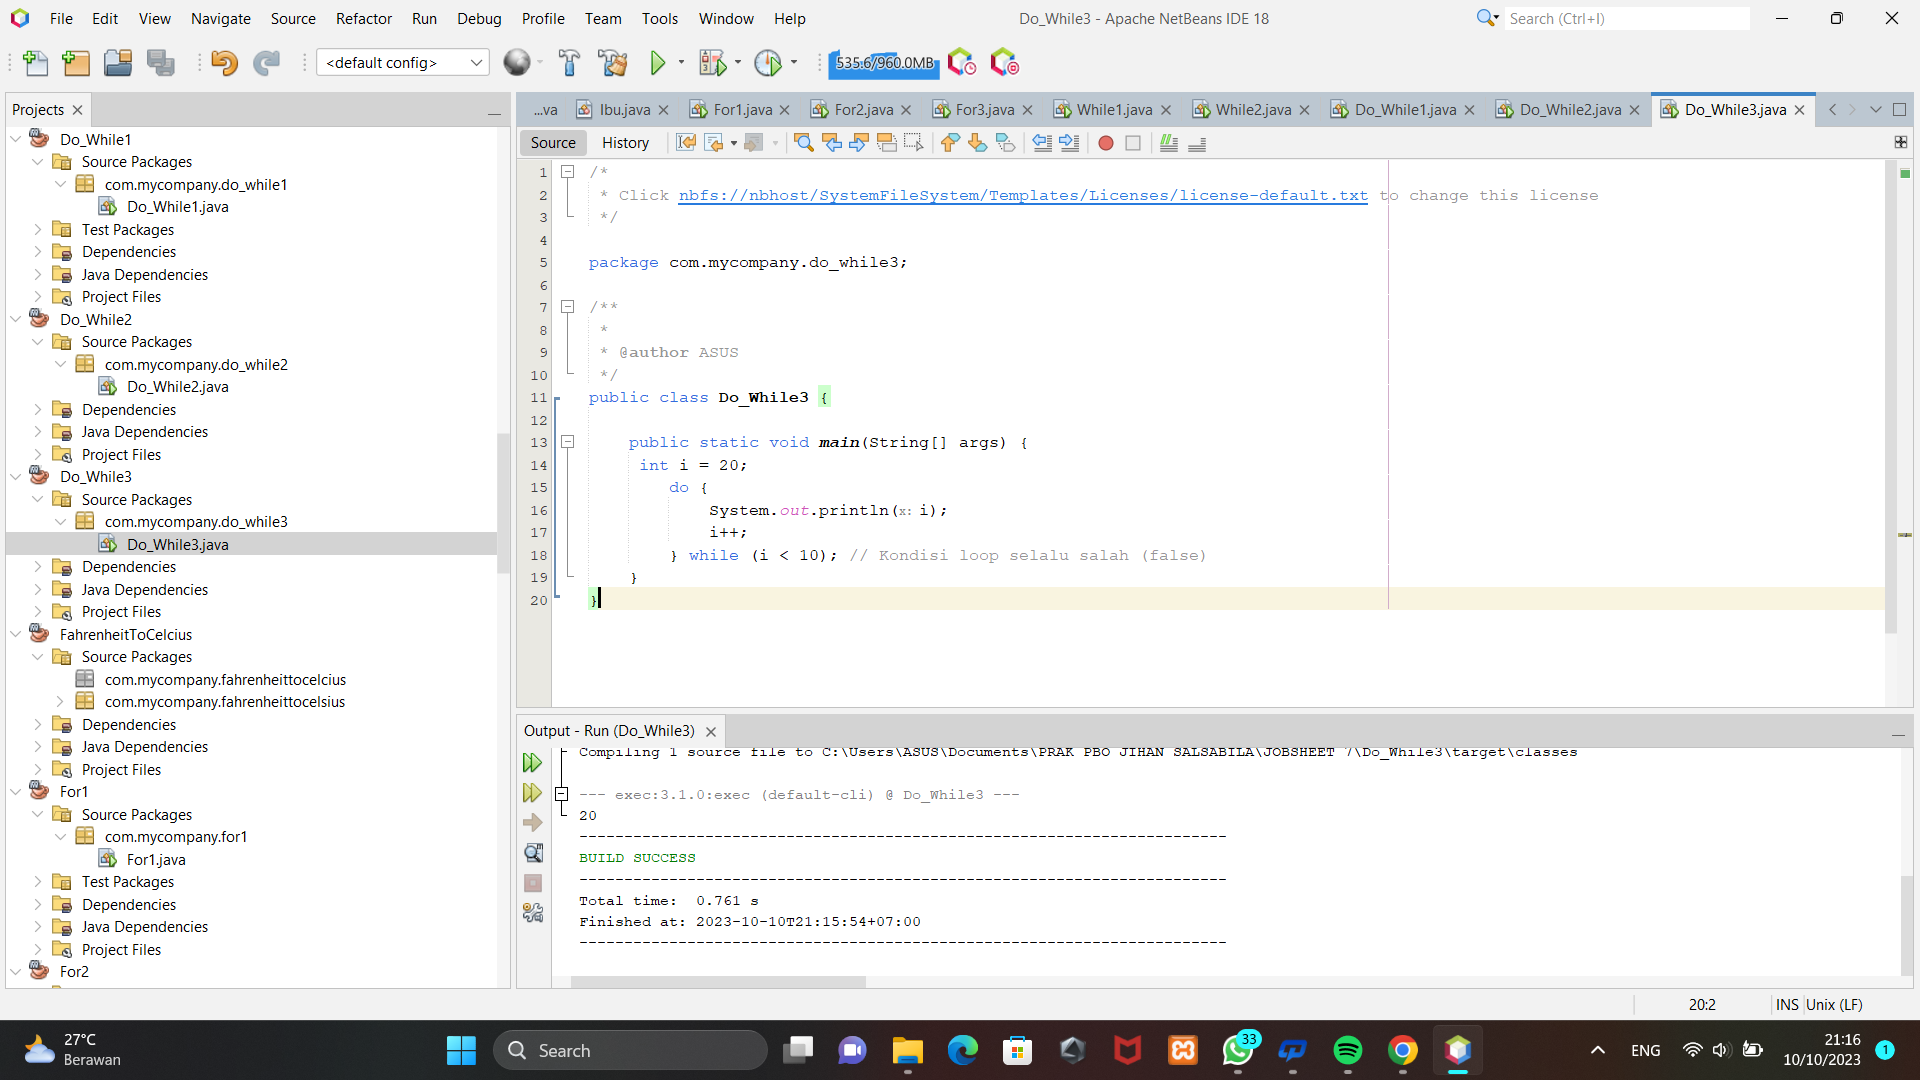 File Edit View Navigate Source Refactor Run Debug Profile Team Tools Window Help
Do_While3 - Apache NetBeans IDE 18
Search (Ctrl+I)
<default config>
535.6/960.0MB
Projects
Do_While1
Source Packages
com.mycompany.do_while1
Do_While1.java
Test Packages
Dependencies
Java Dependencies
Project Files
Do_While2
Source Packages
com.mycompany.do_while2
Do_While2.java
Dependencies
Java Dependencies
Project Files
Do_While3
Source Packages
com.mycompany.do_while3
Do_While3.java
Dependencies
Java Dependencies
Project Files
FahrenheitToCelcius
Source Packages
com.mycompany.fahrenheittocelcius
com.mycompany.fahrenheittocelsius
Dependencies
Java Dependencies
Project Files
For1
Source Packages
com.mycompany.for1
For1.java
Test Packages
Dependencies
Java Dependencies
Project Files
For2
...va Ibu.java For1.java For2.java For3.java While1.java While2.java Do_While1.java Do_While2.java Do_While3.java
Source History
1 /*
2 * Click nbfs://nbhost/SystemFileSystem/Templates/Licenses/license-default.txt to change this license
3 */
4
5 package com.mycompany.do_while3;
6
7 /**
8 *
9 * @author ASUS
10 */
11 public class Do_While3 {
12
13 public static void main(String[] args) {
14 int i = 20;
15 do {
16 System.out.println(x: i);
17 i++;
18 } while (i < 10); // Kondisi loop selalu salah (false)
19 }
20 }
Output - Run (Do_While3)
Compiling 1 source file to C:\Users\ASUS\Documents\PRAK PBO JIHAN SALSABILA\JOBSHEET 7\Do_While3\target\classes
--- exec:3.1.0:exec (default-cli) @ Do_While3 ---
20
------------------------------------------------------------------------
BUILD SUCCESS
------------------------------------------------------------------------
Total time:  0.761 s
Finished at: 2023-10-10T21:15:54+07:00
------------------------------------------------------------------------
20:2 INS Unix (LF)
27°C
Berawan
Search
33
ENG
21:16
10/10/2023
1